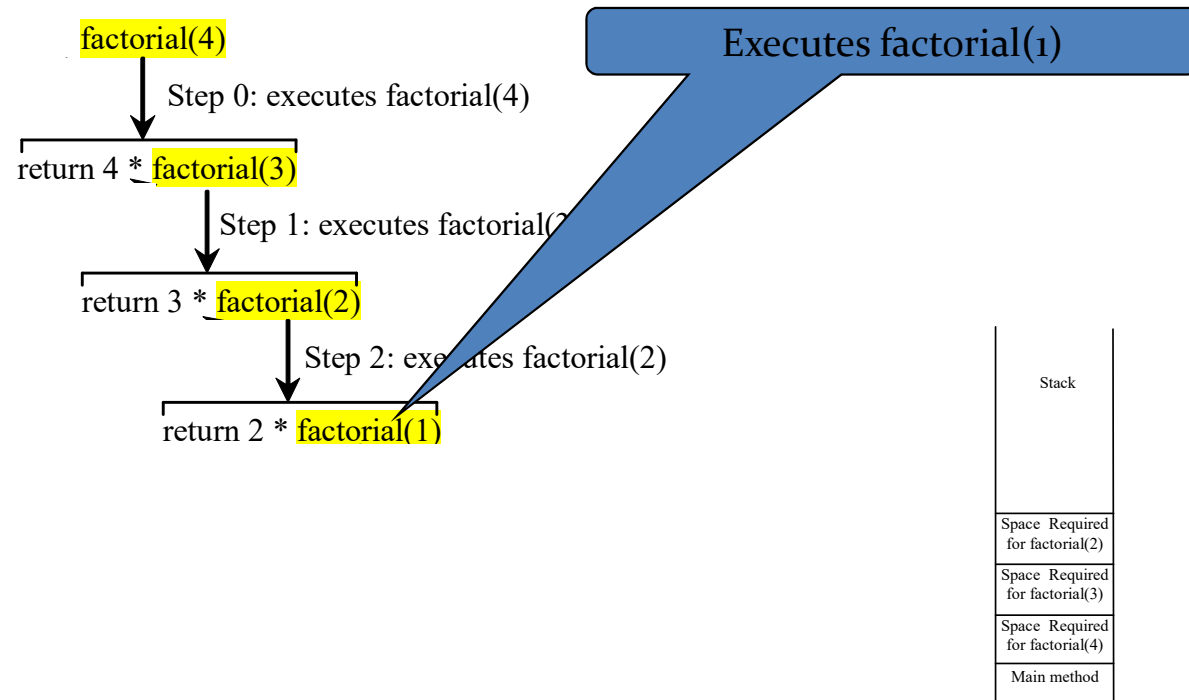 factorial(4)
Executes factorial(1)
Step 0: executes factorial(4)
return 4 * factorial(3)
Step 1: executes
return 3 * factorial(2)
Step 2: executes factorial(2)
return 2 * factorial(1)
Stack
Space Required
for factorial(2)
Space Required
for factorial(3)
Space Required
for factorial(4)
Main method